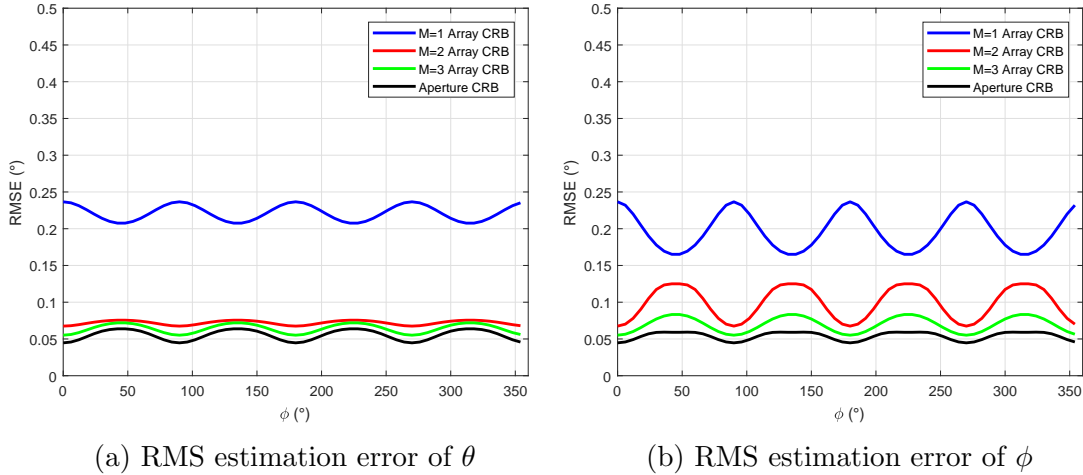 0.5
0.45
0.4
0.35
0.3
0.25
0.2
0.15
0.1
0.05
0
RMSE (°)
M=1 Array CRB
M=2 Array CRB
M=3 Array CRB
Aperture CRB
0 50 100 150 200 250 300 350
ϕ (°)
(a) RMS estimation error of θ
0.5
0.45
0.4
0.35
0.3
0.25
0.2
0.15
0.1
0.05
0
RMSE (°)
M=1 Array CRB
M=2 Array CRB
M=3 Array CRB
Aperture CRB
0 50 100 150 200 250 300 350
ϕ (°)
(b) RMS estimation error of ϕ